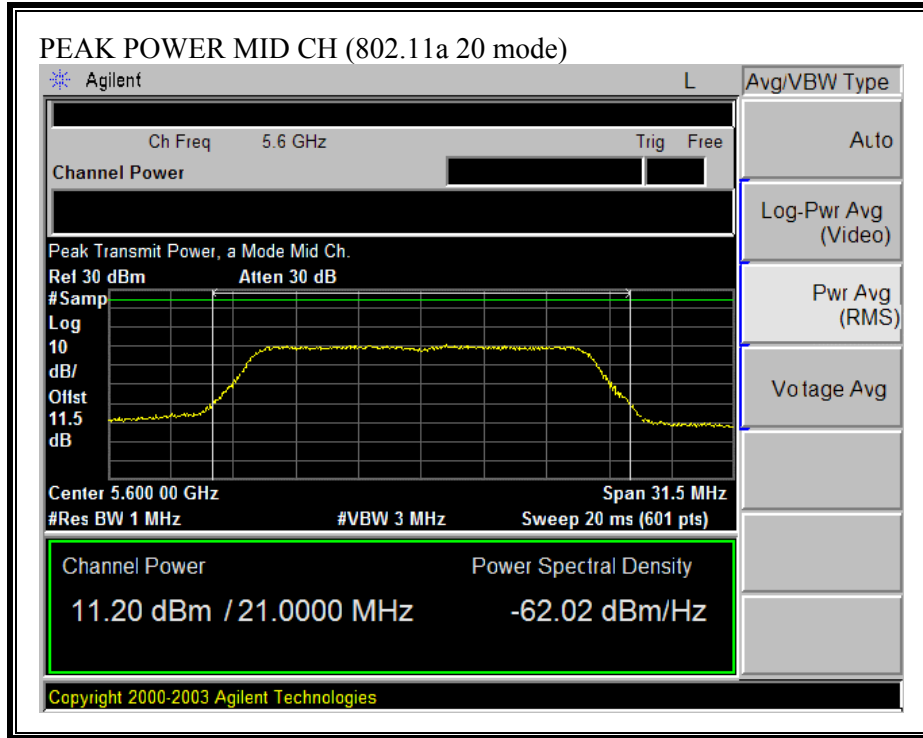 PEAK POWER MID CH (802.11a 20 mode)
Agilent L Avg/VBW Type
Ch Freq 5.6 GHz Trig Free
Channel Power
Auto
Log-Pwr Avg
(Video)
Peak Transmit Power, a Mode Mid Ch.
Ref 30 dBm Atten 30 dB
#Samp
Log
10
dB/
Offst
11.5
dB
Pwr Avg
(RMS)
Vo tage Avg
Center 5.600 00 GHz Span 31.5 MHz
#Res BW 1 MHz #VBW 3 MHz Sweep 20 ms (601 pts)
Channel Power Power Spectral Density
11.20 dBm / 21.0000 MHz -62.02 dBm/Hz
Copyright 2000-2003 Agilent Technologies